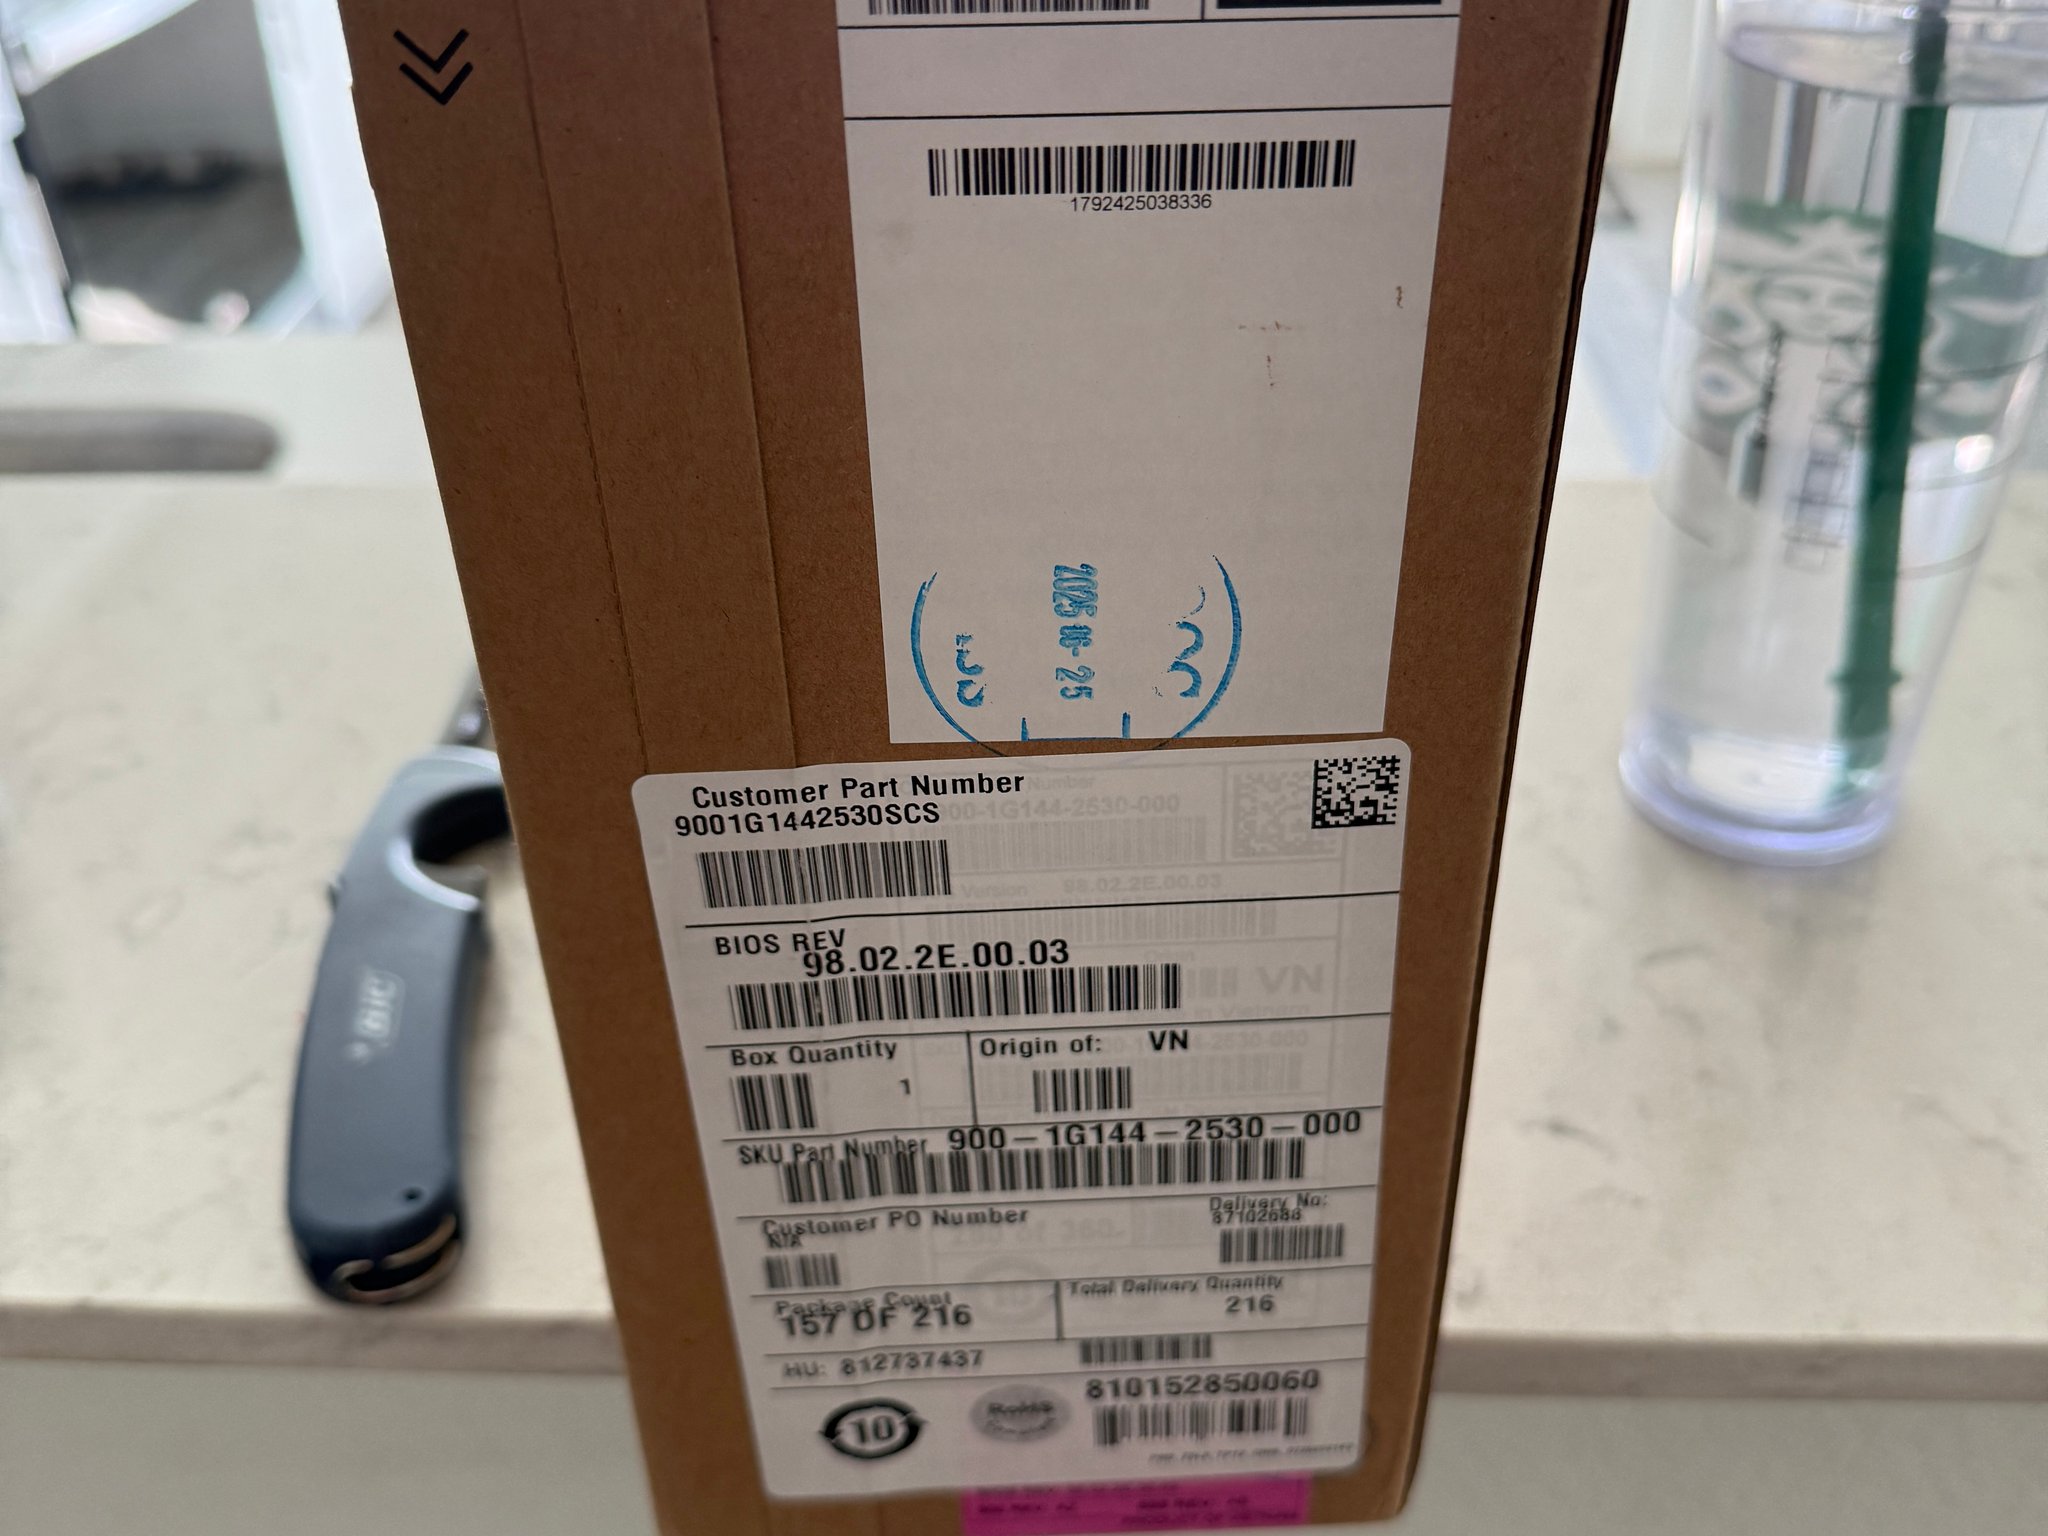 1792425038336
2025 06- 25
Customer Part Number
9001G1442530SCS
BIOS REV
98.02.2E.00.03
Box Quantity
1
Origin of: VN
SKU Part Number 900-1G144-2530-000
Customer PO Number
N/A
Delivery No:
87102688
Package Count
157 OF 216
Total Delivery Quantity
216
HU: 812737437
10
RoHS
810152850060
BIC